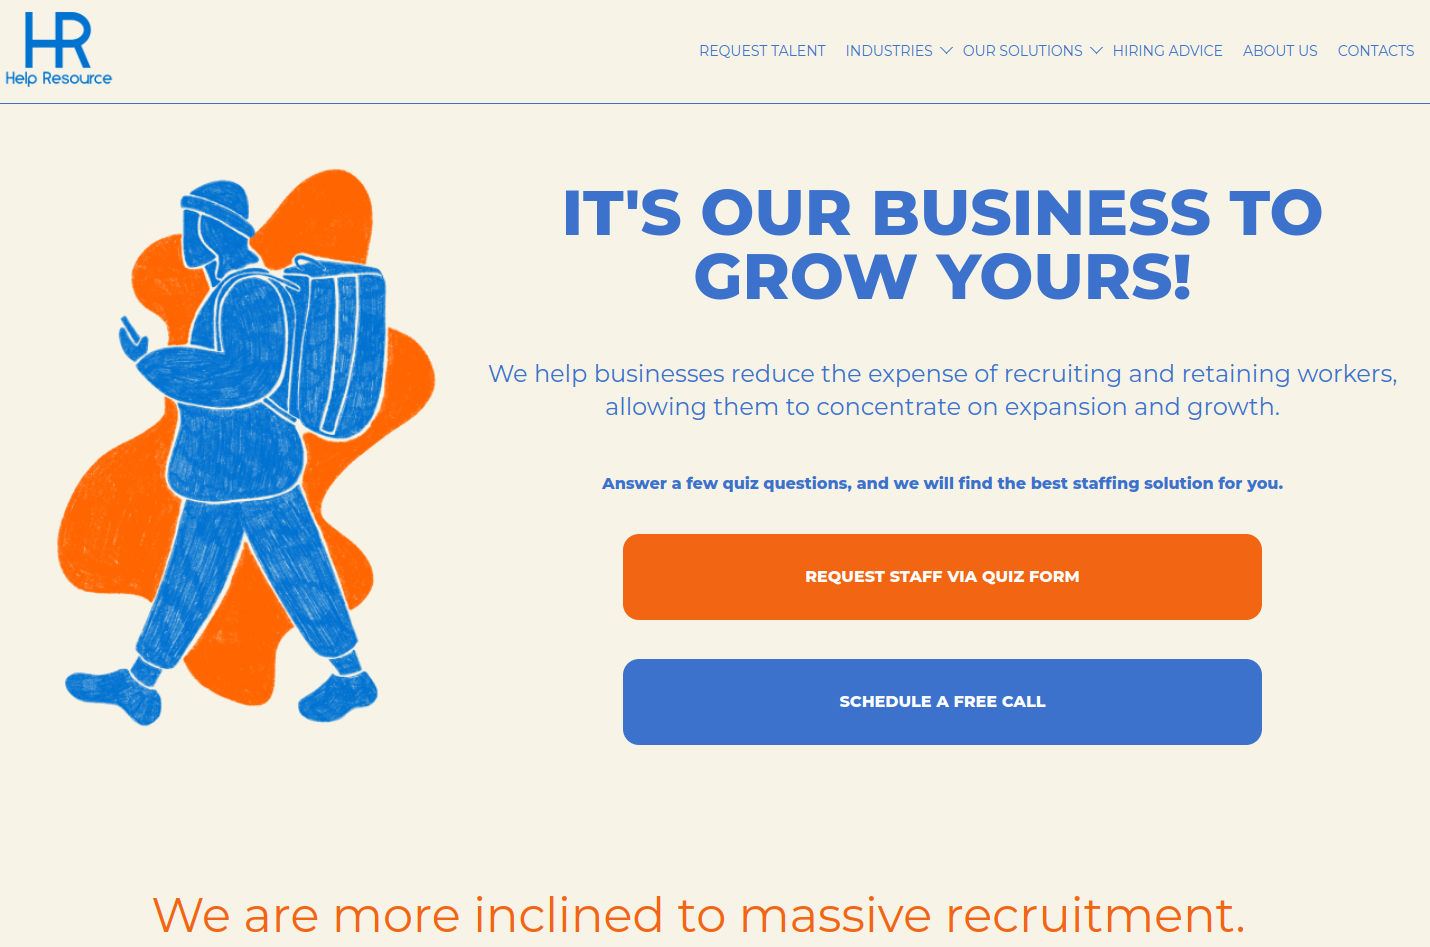 HR
Help Resource
REQUEST TALENT INDUSTRIES OUR SOLUTIONS HIRING ADVICE ABOUT US CONTACTS
IT'S OUR BUSINESS TO
GROW YOURS!
We help businesses reduce the expense of recruiting and retaining workers,
allowing them to concentrate on expansion and growth.
Answer a few quiz questions, and we will find the best staffing solution for you.
REQUEST STAFF VIA QUIZ FORM
SCHEDULE A FREE CALL
We are more inclined to massive recruitment.